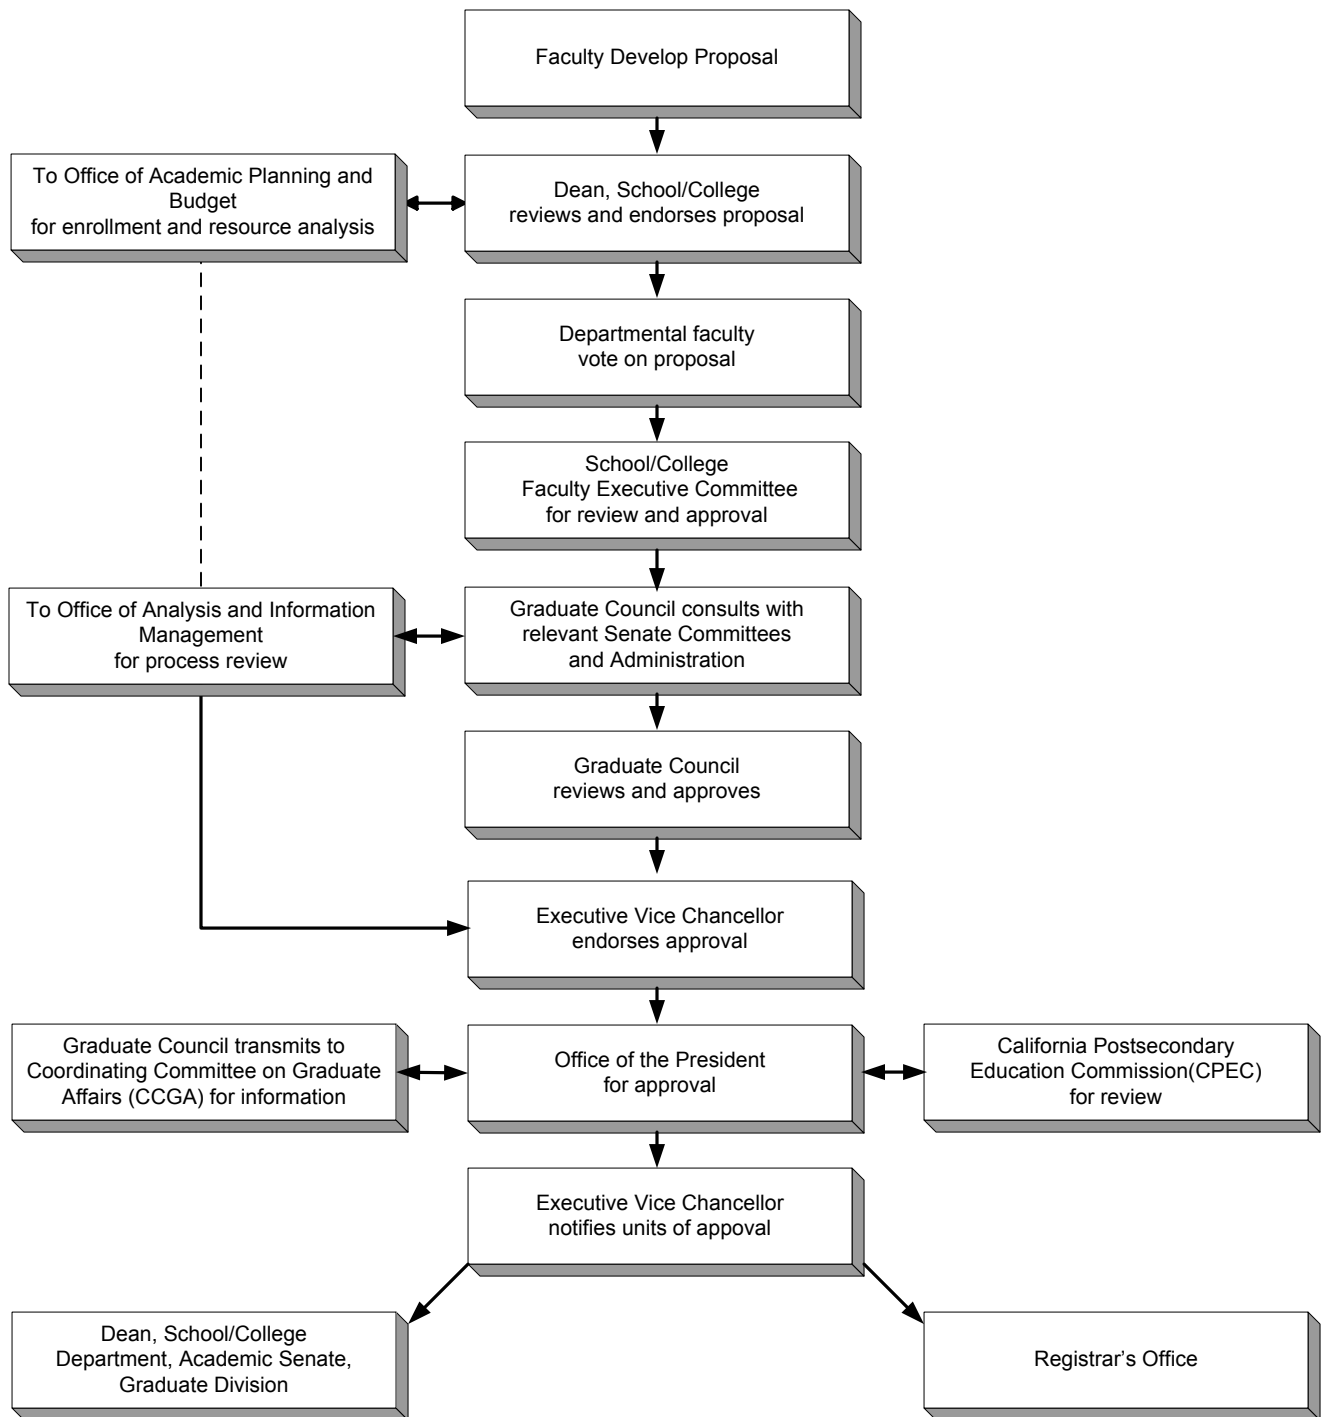 Faculty Develop Proposal
To Office of Academic Planning and
Budget
for enrollment and resource analysis
Dean, School/College
reviews and endorses proposal
Departmental faculty
vote on proposal
School/College
Faculty Executive Committee
for review and approval
To Office of Analysis and Information
Management
for process review
Graduate Council consults with
relevant Senate Committees
and Administration
Graduate Council
reviews and approves
Executive Vice Chancellor
endorses approval
Graduate Council transmits to
Coordinating Committee on Graduate
Affairs (CCGA) for information
Office of the President
for approval
California Postsecondary
Education Commission(CPEC)
for review
Executive Vice Chancellor
notifies units of appoval
Dean, School/College
Department, Academic Senate,
Graduate Division
Registrar's Office